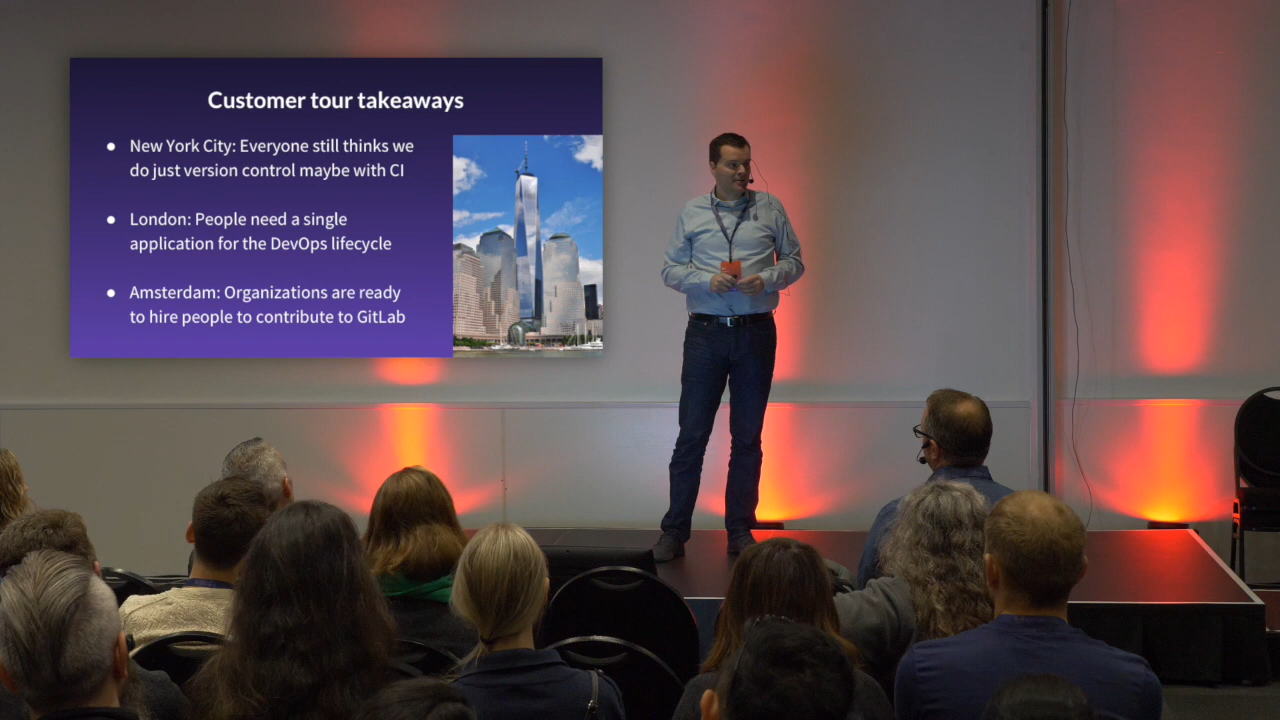 Customer tour takeaways
● New York City: Everyone still thinks we
do just version control maybe with CI
● London: People need a single
application for the DevOps lifecycle
● Amsterdam: Organizations are ready
to hire people to contribute to GitLab